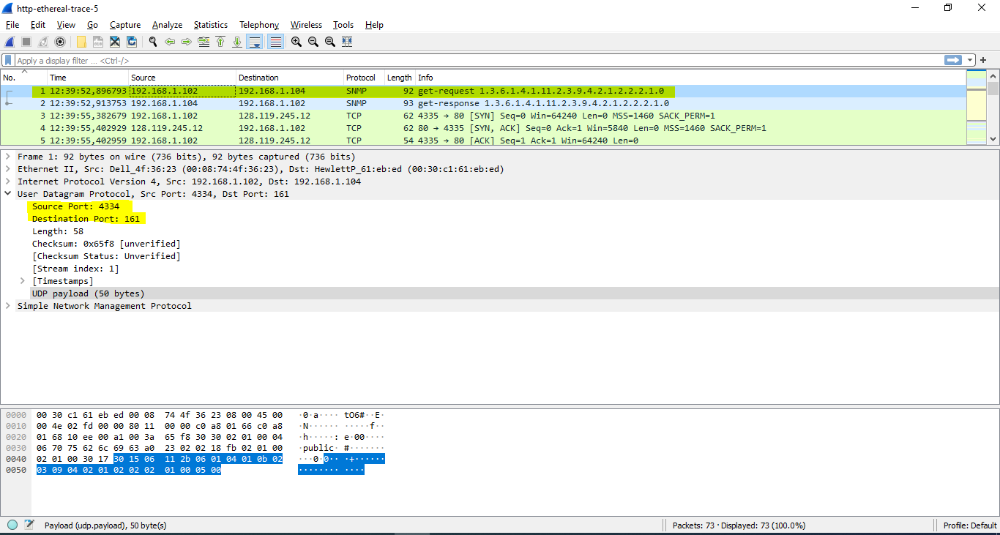 http-ethereal-trace-5
File Edit View Go Capture Analyze Statistics Telephony Wireless Tools Help
Apply a display filter ... <Ctrl-/>
No. Time Source Destination Protocol Length Info
1 12:39:52,896793 192.168.1.102 192.168.1.104 SNMP 92 get-request 1.3.6.1.4.1.11.2.3.9.4.2.1.2.2.2.1.0
2 12:39:52,913753 192.168.1.104 192.168.1.102 SNMP 93 get-response 1.3.6.1.4.1.11.2.3.9.4.2.1.2.2.2.1.0
3 12:39:55,382679 192.168.1.102 128.119.245.12 TCP 62 4335 → 80 [SYN] Seq=0 Win=64240 Len=0 MSS=1460 SACK_PERM=1
4 12:39:55,402929 128.119.245.12 192.168.1.102 TCP 62 80 → 4335 [SYN, ACK] Seq=0 Ack=1 Win=5840 Len=0 MSS=1460 SACK_PERM=1
5 12:39:55,402959 192.168.1.102 128.119.245.12 TCP 54 4335 → 80 [ACK] Seq=1 Ack=1 Win=64240 Len=0
Frame 1: 92 bytes on wire (736 bits), 92 bytes captured (736 bits)
Ethernet II, Src: Dell_4f:36:23 (00:08:74:4f:36:23), Dst: HewlettP_61:eb:ed (00:30:c1:61:eb:ed)
Internet Protocol Version 4, Src: 192.168.1.102, Dst: 192.168.1.104
User Datagram Protocol, Src Port: 4334, Dst Port: 161
Source Port: 4334
Destination Port: 161
Length: 58
Checksum: 0x65f8 [unverified]
[Checksum Status: Unverified]
[Stream index: 1]
[Timestamps]
UDP payload (50 bytes)
Simple Network Management Protocol
0000 00 30 c1 61 eb ed 00 08 74 4f 36 23 08 00 45 00 ·0·a···· tO6#··E·
0010 00 4e 02 fd 00 00 80 11 00 00 c0 a8 01 66 c0 a8 ·N······ ·····f··
0020 01 68 10 ee 00 a1 00 3a 65 f8 30 30 02 01 00 04 ·h·····: e·00····
0030 06 70 75 62 6c 69 63 a0 23 02 02 18 fb 02 01 00 ·public· #·······
0040 02 01 00 30 17 30 15 06 11 2b 06 01 04 01 0b 02 ···0·0·· ·+······
0050 03 09 04 02 01 02 02 02 01 00 05 00 ········ ····
Payload (udp.payload), 50 byte(s) Packets: 73 · Displayed: 73 (100.0%) Profile: Default